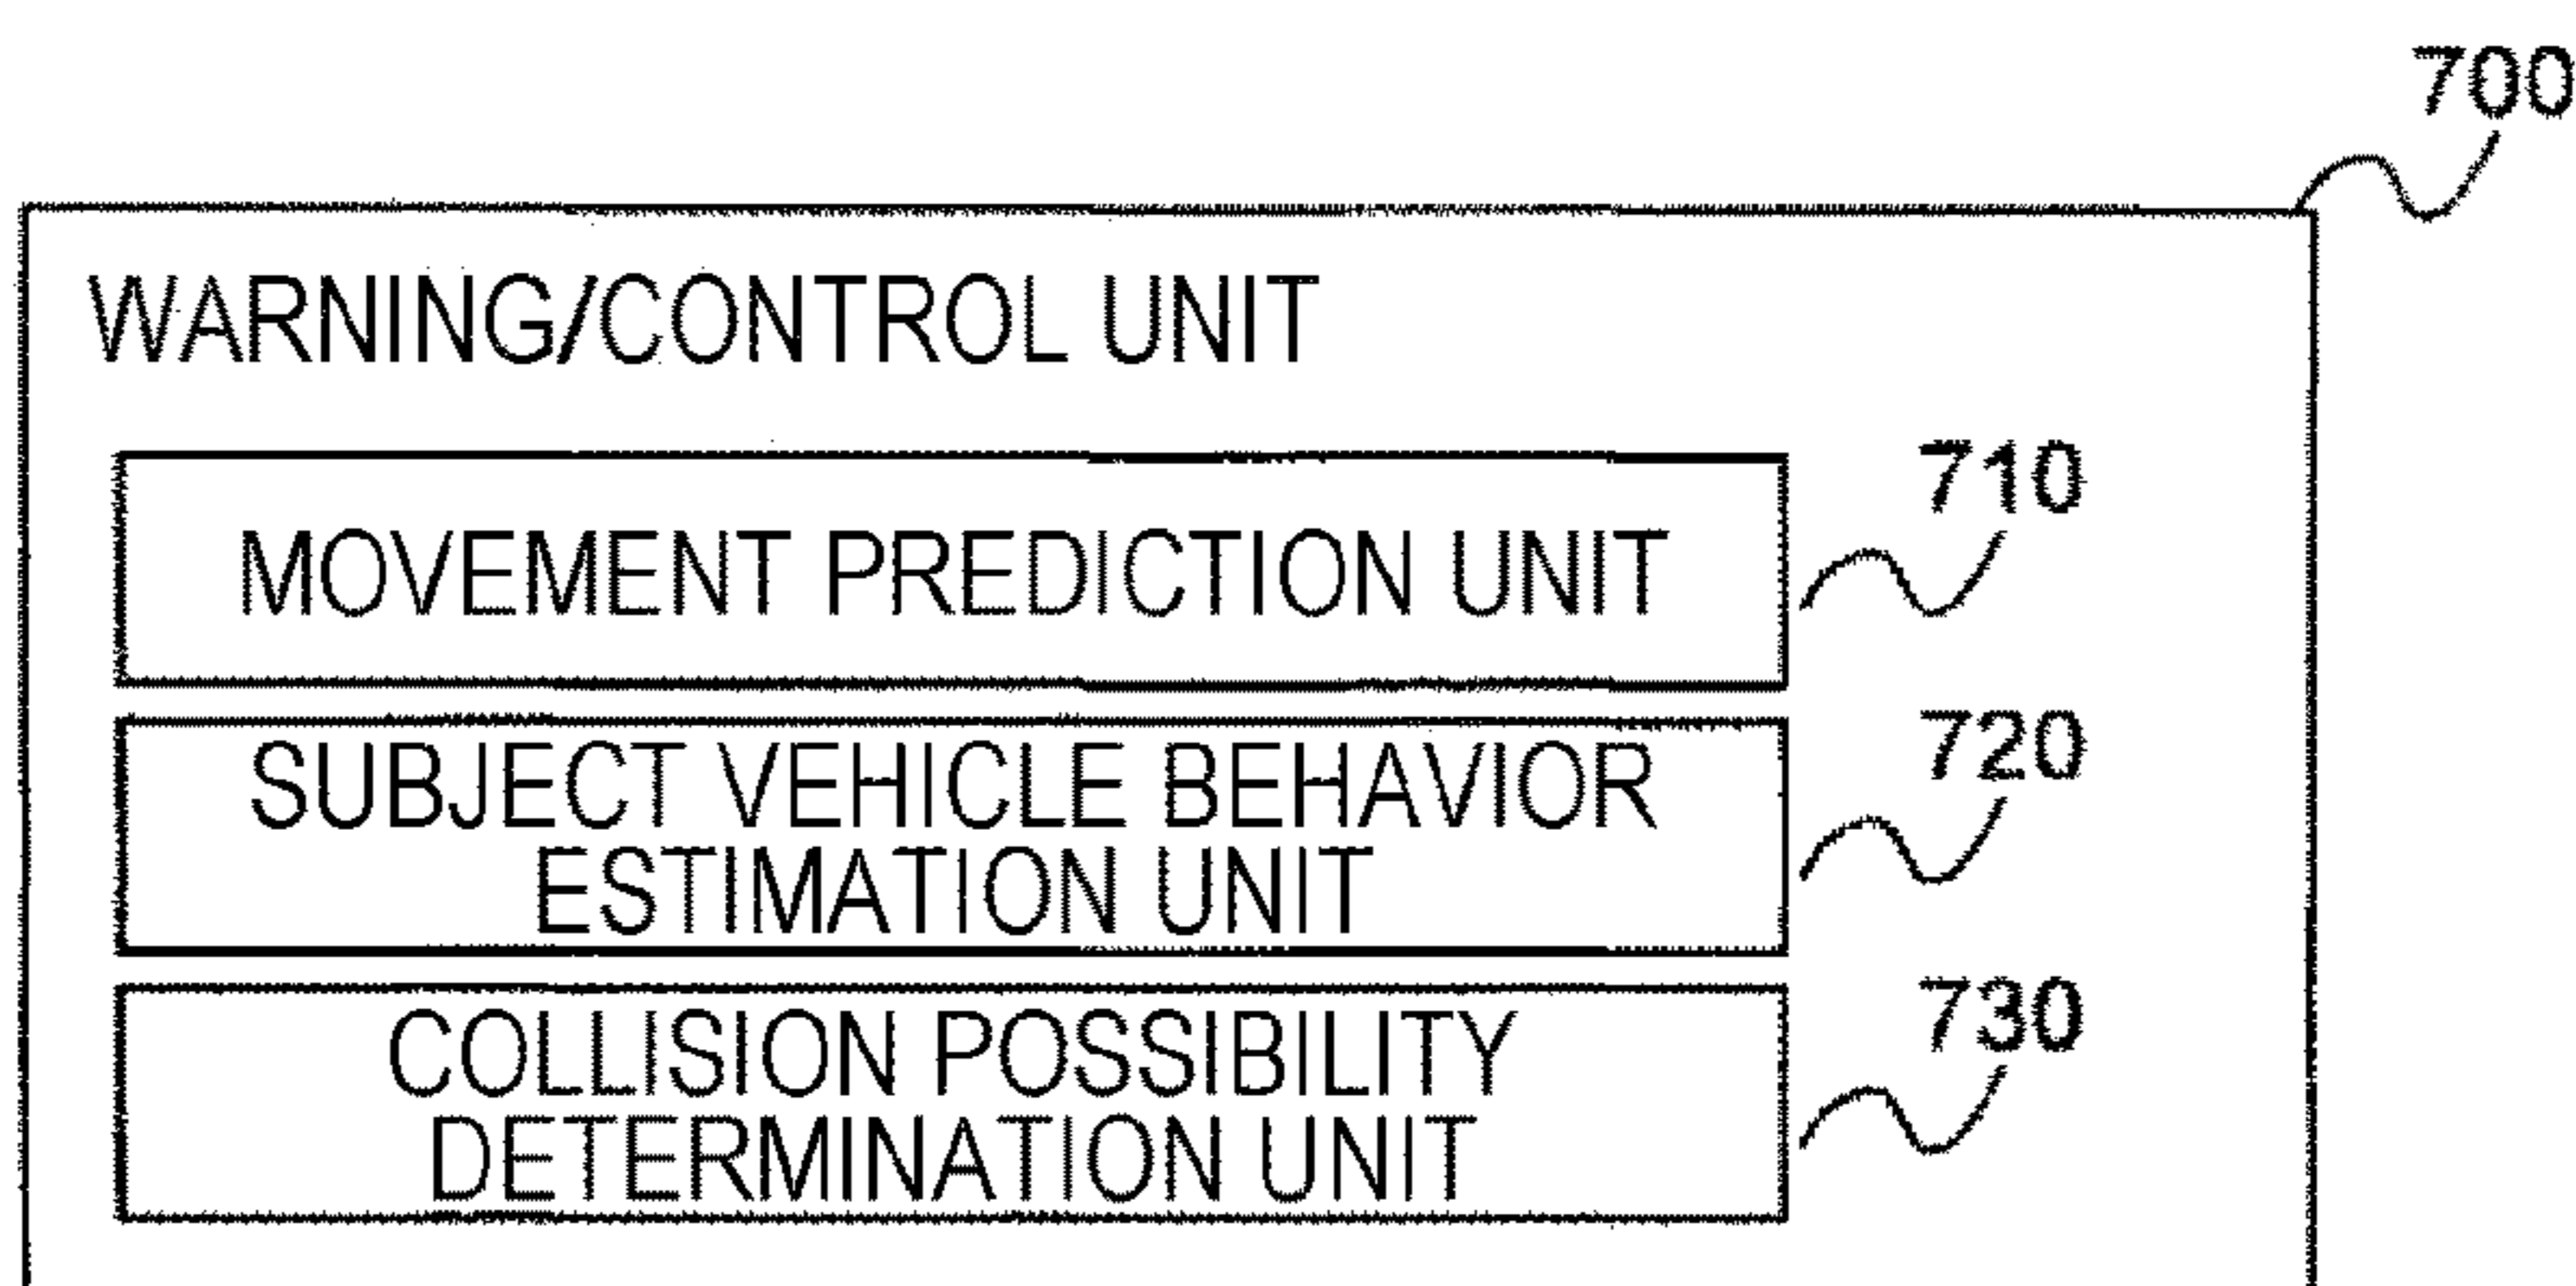 700
WARNING/CONTROL UNIT
710
MOVEMENT PREDICTION UNIT
720
SUBJECT VEHICLE BEHAVIOR
ESTIMATION UNIT
730
COLLISION POSSIBILITY
DETERMINATION UNIT